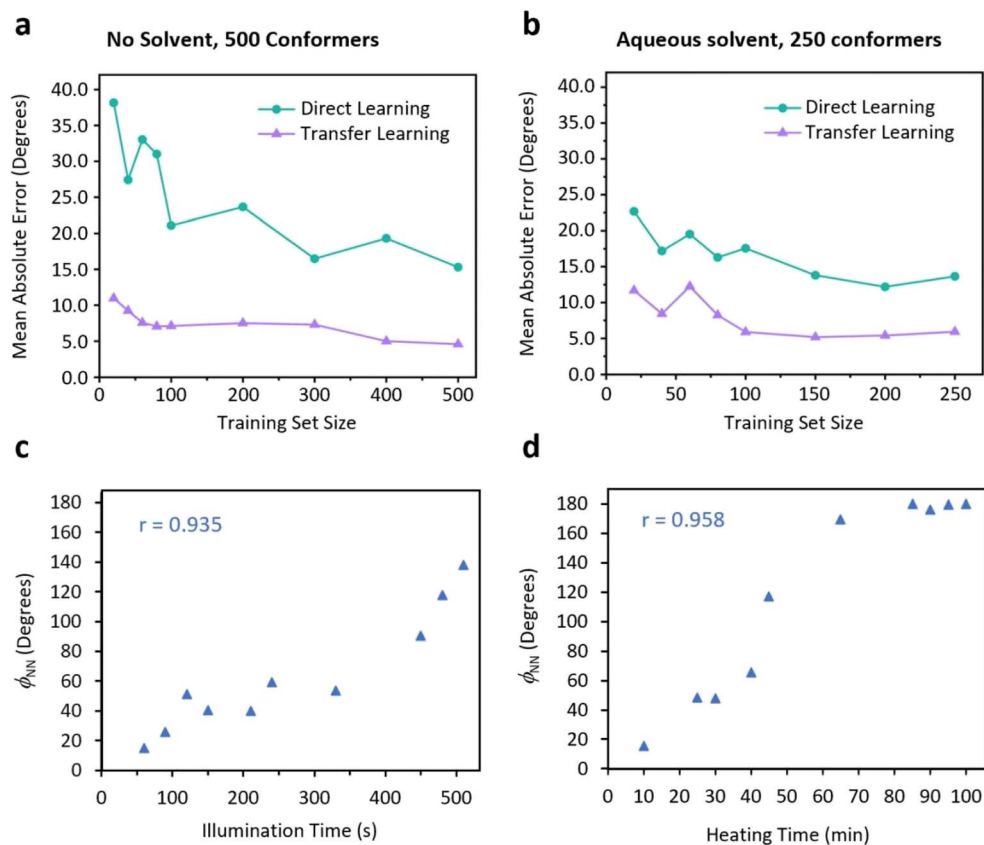 a
No Solvent, 500 Conformers
40.0
35.0
30.0
25.0
20.0
15.0
10.0
5.0
0.0
Mean Absolute Error (Degrees)
Direct Learning
Transfer Learning
0 100 200 300 400 500
Training Set Size
b
Aqueous solvent, 250 conformers
40.0
35.0
30.0
25.0
20.0
15.0
10.0
5.0
0.0
Mean Absolute Error (Degrees)
Direct Learning
Transfer Learning
0 50 100 150 200 250
Training Set Size
c
180
160
140
120
100
80
60
40
20
0
ϕNN (Degrees)
r = 0.935
0 100 200 300 400 500
Illumination Time (s)
d
180
160
140
120
100
80
60
40
20
0
ϕNN (Degrees)
r = 0.958
0 10 20 30 40 50 60 70 80 90 100
Heating Time (min)